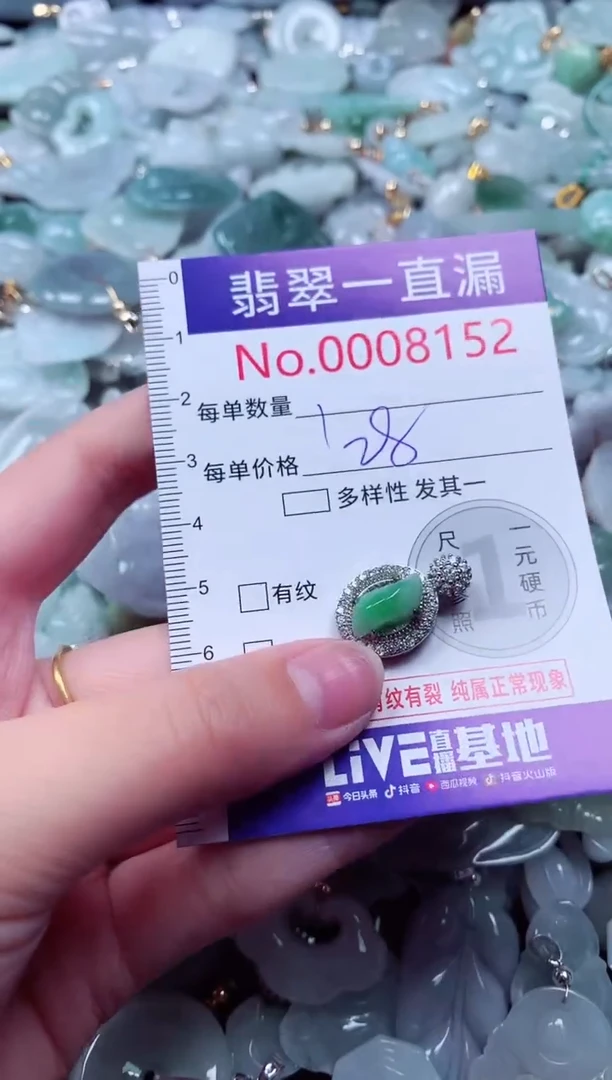 翡翠一直漏
No.0008152
每单数量 1
每单价格 28
多样性 发其一
尺 一元硬币
照
有纹
有纹有裂 纯属正常现象
LiVE直播基地
今日头条 抖音 西瓜视频 抖音火山版
0
1
2
3
4
5
6